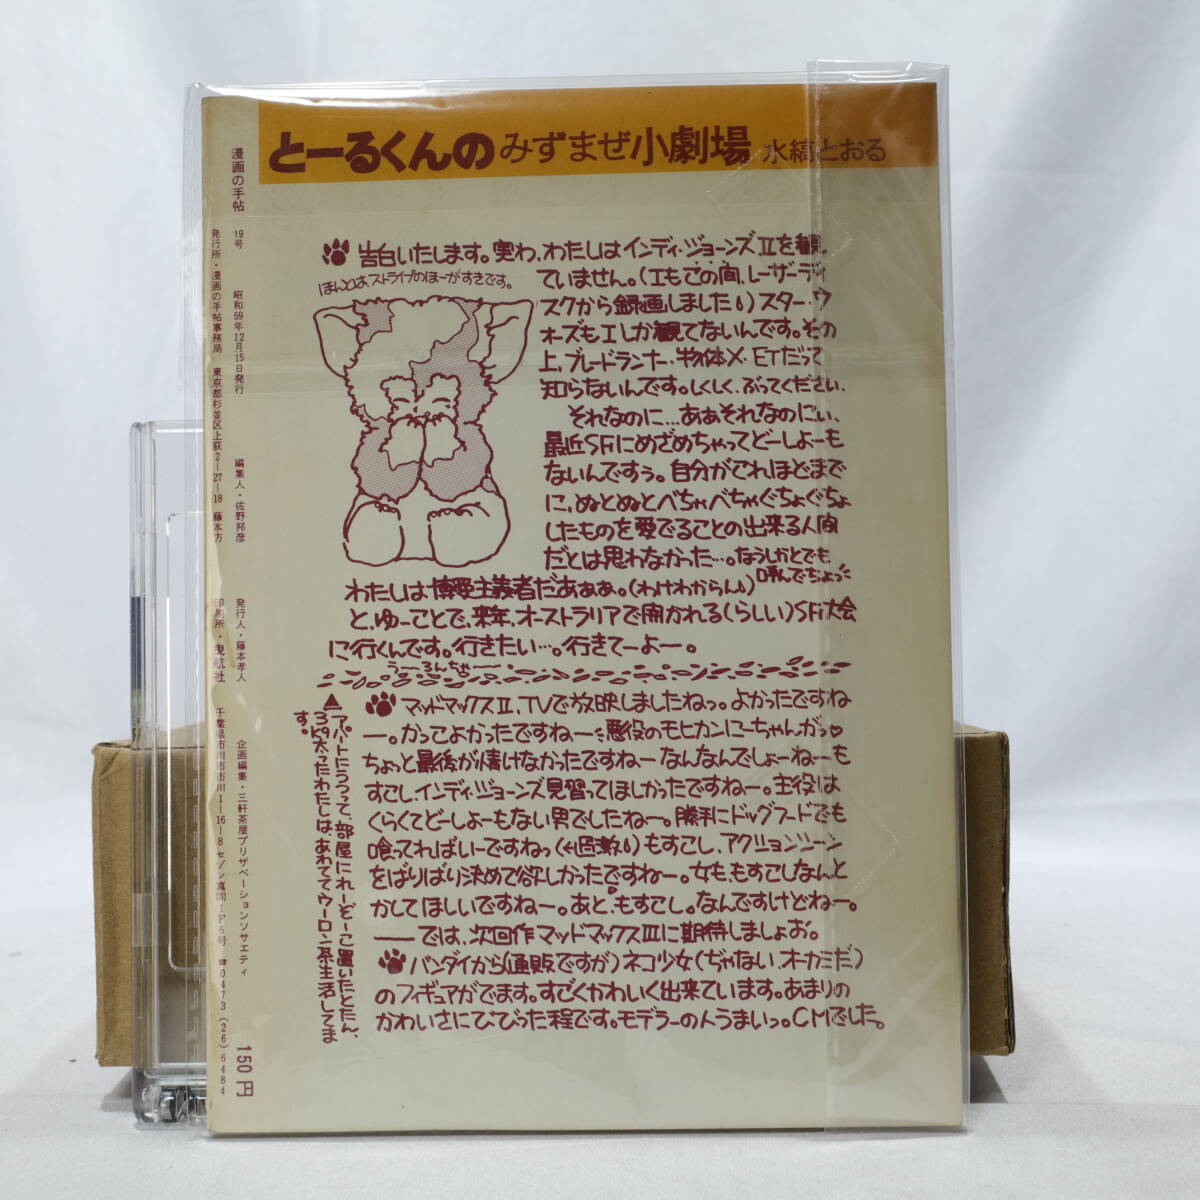 とーるくんのみずまぜ小劇場 水縞とおる
告白いたします。実わ、わたしはインディ・ジョーンズⅡを観
ていません。(Ⅰもこの間、レーザーディ
スクから録画しました)スター・ウ
ォーズもⅠしか観てないんです。その
上、ブレードランナー・物体X・ETだって
知らないんです。しくしく、ぶってください、
それなのに…ああそれなのにい、
最近SFにめざめちゃってどーしょーも
ないんですぅ。自分がこれほどまで
に、ぬとぬとべちゃべちゃぐちょぐちょ
したものを愛でることの出来る人間
だとは思わなかった…。なうしかとでも
呼んでちょっ
わたしは博愛主義者だあぁぁ。(わけわからん)
と、ゆーことで、来年、オーストラリアで開かれる(らしい)SF大会
に行くんです。行きたい…。行きてーよー。
ほんとは、ストライプのほーがすきです。
うーろんちゃー
マッドマックスⅡ、TVで放映しましたねっ。よかったですね
ー。かっこよかったですねー、悪役のモヒカンにーちゃんがっ♡
ちょっと最後が情けなかったですねーなんなんでしょーねーも
すこし、インディ・ジョーンズ見習ってほしかったですねー。主役は
くらくてどーしょーもない男でしたねー。勝手にドッグフードでも
喰ってればいーですねっ(←過激)もすこし、アクションシーン
をばりばり決めて欲しかったですねー。女も、もすこしなんと
かしてほしいですねー。あと、もすこし。なんですけどねー。
——では、次回作マッドマックスⅢに期待しましょお。
バンダイから(通販ですが)ネコ少女(ぢゃない、オーカミだ)
のフィギュアがでます。すごくかわいく出来ています。あまりの
かわいさにびびった程です。モデラーの人うまいっ。CMでした。
▲アパートにうつって、部屋にれーぞーこ置いたとたん、
3kg太ったわたしは、あわててウーロン茶生活してま
す。
漫画の手帖 19号 昭和59年12月15日発行 編集人・佐野邦彦 発行人・藤本孝人 企画編集・三軒茶屋プリザベーションソサエティ 150円
発行所・漫画の手帖事務局 東京都杉並区上荻2-27-18 藤本方 印刷所・曳航社 千葉県市川市市川1-16-8セゾン真間1F6号 ☎0473(26)6484